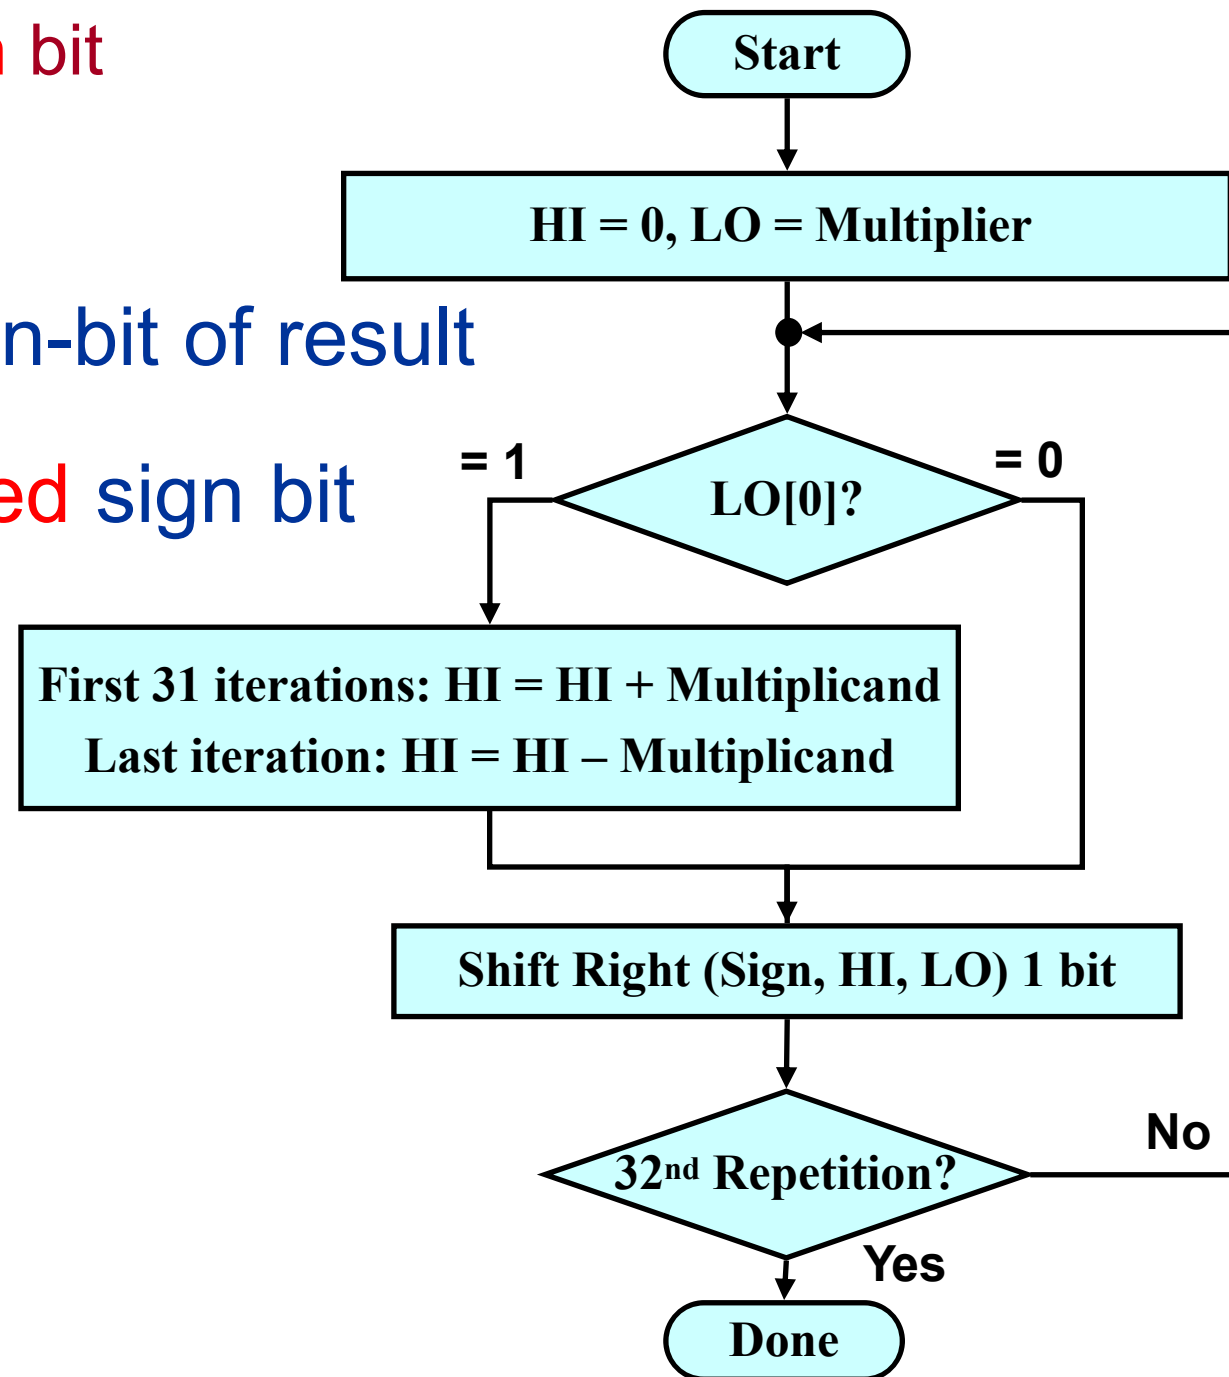 bit
Start
HI = 0, LO = Multiplier
n-bit of result
= 1
= 0
LO[0]?
ed sign bit
First 31 iterations: HI = HI + Multiplicand
Last iteration: HI = HI – Multiplicand
Shift Right (Sign, HI, LO) 1 bit
No
32nd Repetition?
Yes
Done